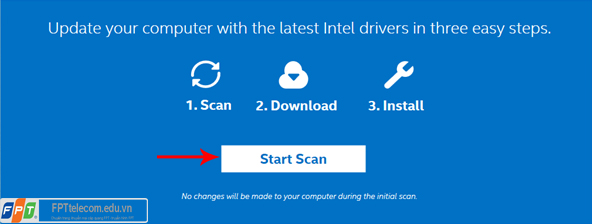 Update your computer with the latest Intel drivers in three easy steps.
1. Scan 2. Download 3. Install
Start Scan
No changes will be made to your computer during the initial scan.
FPT
FPTtelecom.edu.vn